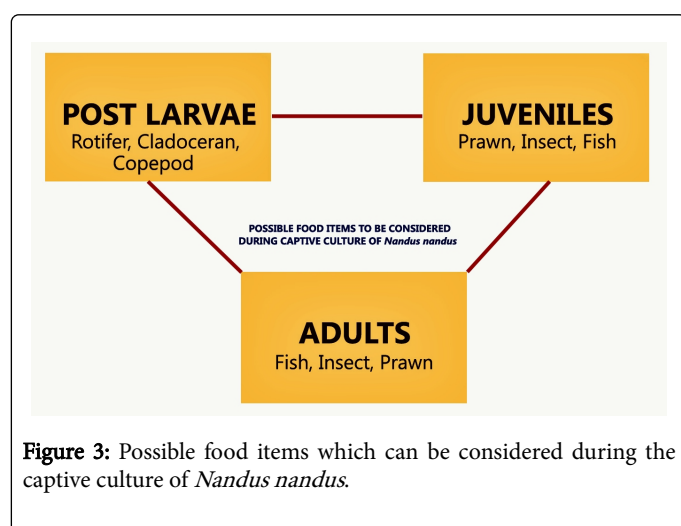 POST LARVAE
Rotifer, Cladoceran,
Copepod
JUVENILES
Prawn, Insect, Fish
POSSIBLE FOOD ITEMS TO BE CONSIDERED
DURING CAPTIVE CULTURE OF Nandus nandus
ADULTS
Fish, Insect, Prawn
Figure 3: Possible food items which can be considered during the
captive culture of Nandus nandus.